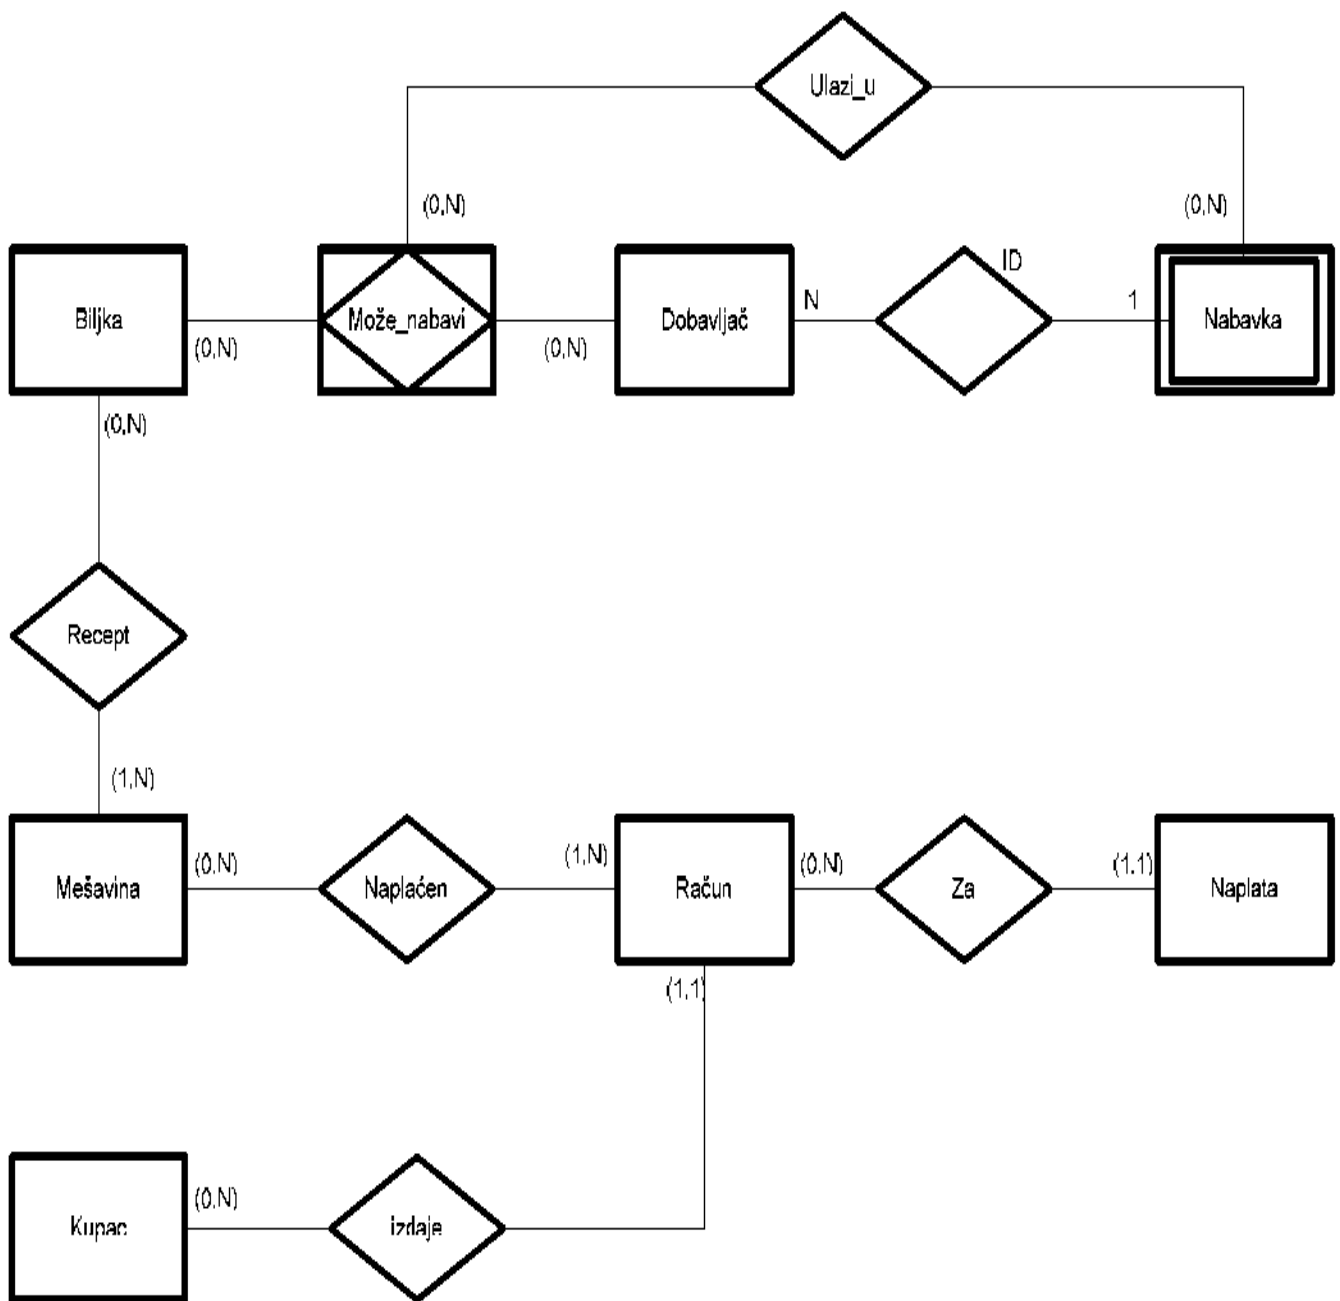 Ulazi_u
(0,N)
(0,N)
Biljka
(0,N)
Može_nabavi
(0,N)
Dobavljač
N
ID
1
Nabavka
(0,N)
Recept
(1,N)
Mešavina
(0,N)
Naplaćen
(1,N)
Račun
(0,N)
Za
(1,1)
Naplata
(1,1)
Kupac
(0,N)
izdaje